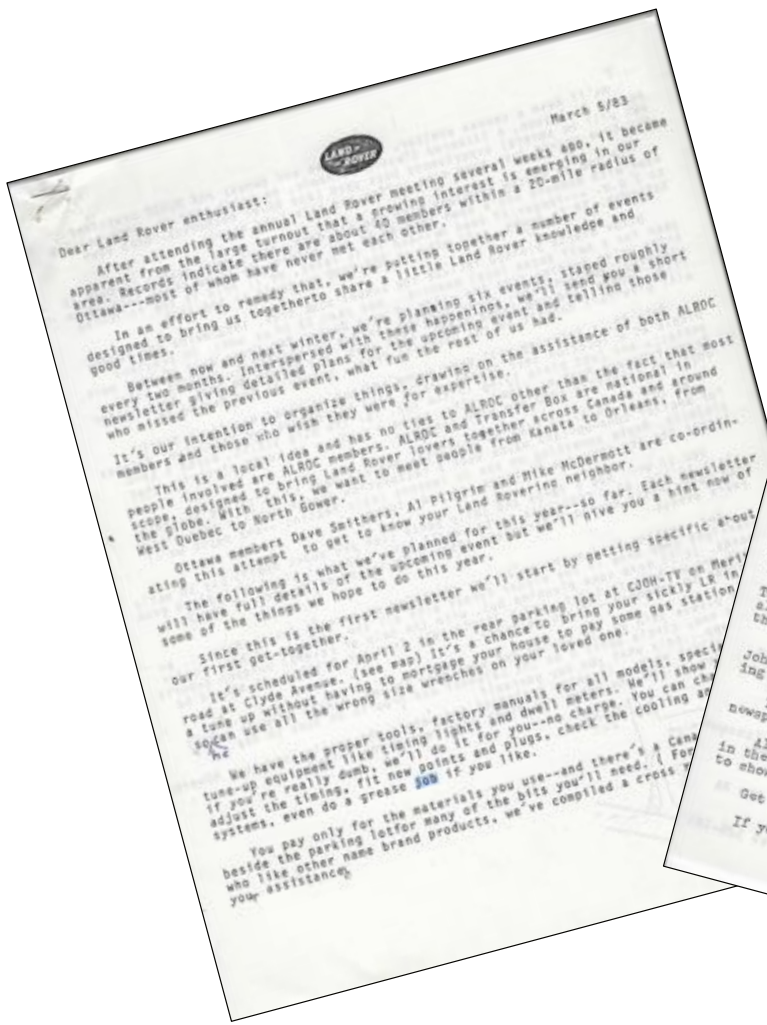 March 5/83
LAND-
ROVER
Dear Land Rover enthusiast:
After attending the annual Land Rover meeting several weeks ago, it became
apparent from the large turnout that a growing interest is emerging in our
area. Records indicate there are about 40 members within a 20-mile radius of
Ottawa---most of whom have never met each other.
In an effort to remedy that, we're putting together a number of events
designed to bring us togetherto share a little Land Rover knowledge and
good times.
Between now and next winter, we're planning six events, staged roughly
every two months. Interspersed with these happenings, we'll send you a short
newsletter giving detailed plans for the upcoming event and telling those
who missed the previous event, what fun the rest of us had.
It's our intention to organize things, drawing on the assistance of both ALROC
members and those who wish they were,for expertise.
This is a local idea and has no ties to ALROC other than the fact that most
people involved are ALROC members. ALROC and Transfer Box are national in
scope, designed to bring Land Rover lovers together across Canada and around
the globe. With this, we want to meet people from Kanata to Orleans, from
West Quebec to North Gower.
Ottawa members Dave Smithers, Al Pilgrim and Mike McDermott are co-ordin-
ating this attempt to get to know your Land Rovering neighbor.
The following is what we've planned for this year--so far. Each newsletter
will have full details of the upcoming event but we'll give you a hint now of
some of the things we hope to do this year.
Since this is the first newsletter we'll start by getting specific about
our first get-together.
It's scheduled for April 2 in the rear parking lot at CJOH-TV on Meri
road at Clyde Avenue. (see map) It's a chance to bring your sickly LR in
a tune up without having to mortgage your house to pay some gas station
so can use all the wrong size wrenches on your loved one.
he
We have the proper tools, factory manuals for all models, speci
tune-up equipment like timing lights and dwell meters. We'll show
if you're really dumb, we'll do it for you--no charge. You can cha
adjust the timing, fit new points and plugs, check the cooling an
systems, even do a grease job if you like.
You pay only for the materials you use--and there's a Cana
beside the parking lotfor many of the bits you'll need. ( For
who like other name brand products, we've compiled a cross
your assistance
T
th
Joh
ing
newsp
Al
in the
to show
Get
If yo